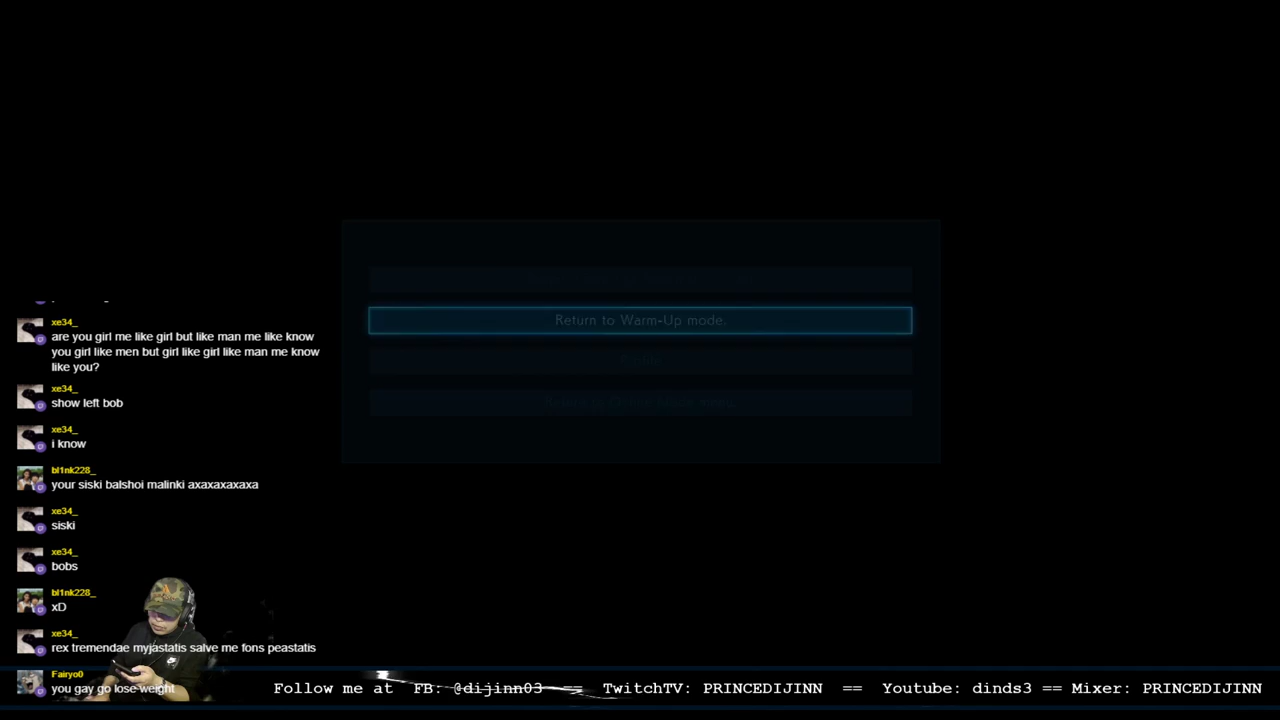 xe34_
are you girl me like girl but like man me like know
you girl like men but girl like girl like man me know
like you?
xe34_
show left bob
xe34_
i know
bl1nk228_
your siski balshoi malinki axaxaxaxaxa
xe34_
siski
xe34_
bobs
bl1nk228_
xD
xe34_
rex tremendae myjastatis salve me fons peastatis
Fairyo0
you gay go lose weight
Return to Warm-Up mode.
Follow me at FB: @dijinn03 == TwitchTV: PRINCEDIJINN == Youtube: dinds3 == Mixer: PRINCEDIJINN